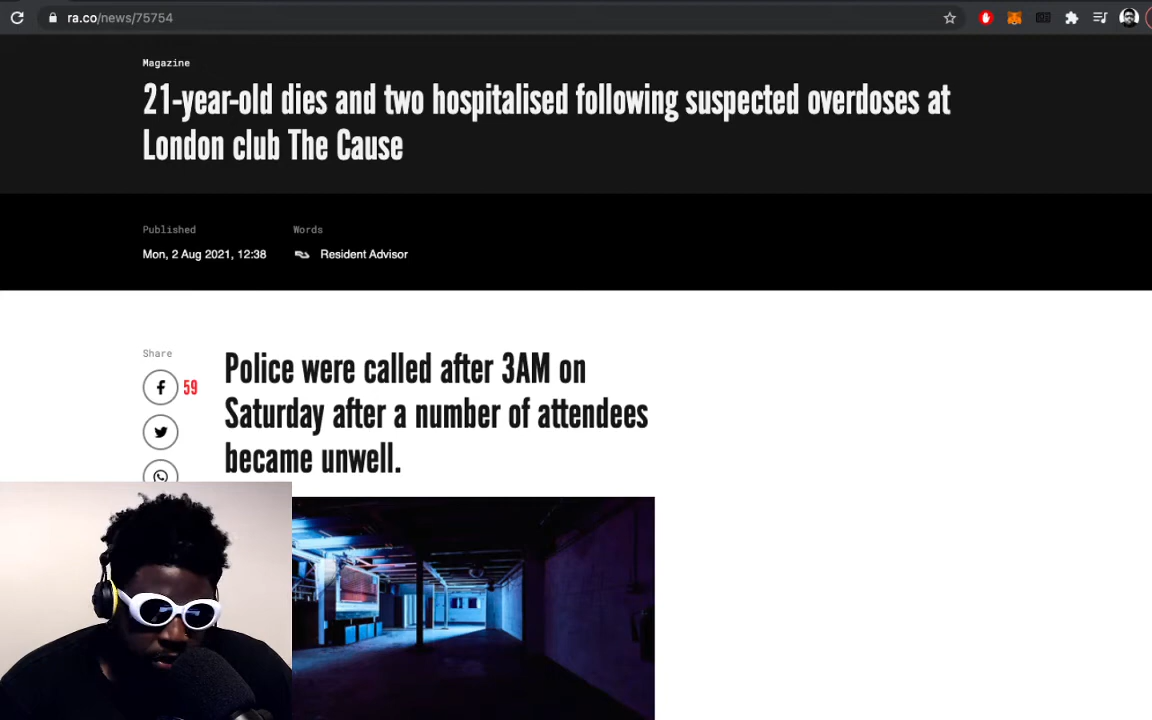 ra.co/news/75754
Magazine
21-year-old dies and two hospitalised following suspected overdoses at
London club The Cause
Published
Words
Mon, 2 Aug 2021, 12:38
Resident Advisor
Share
59
Police were called after 3AM on
Saturday after a number of attendees
became unwell.